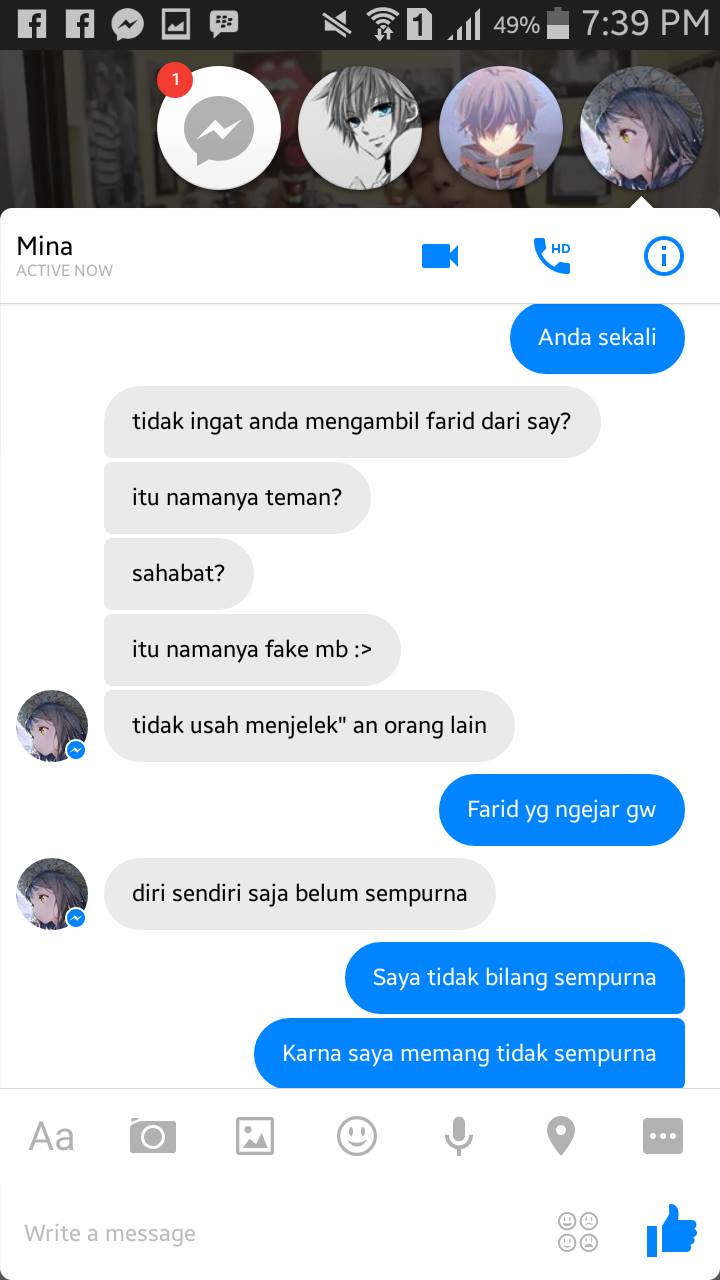 1
49%
7:39 PM
1
Mina
ACTIVE NOW
HD
Anda sekali
tidak ingat anda mengambil farid dari say?
itu namanya teman?
sahabat?
itu namanya fake mb :>
tidak usah menjelek" an orang lain
Farid yg ngejar gw
diri sendiri saja belum sempurna
Saya tidak bilang sempurna
Karna saya memang tidak sempurna
Aa
Write a message